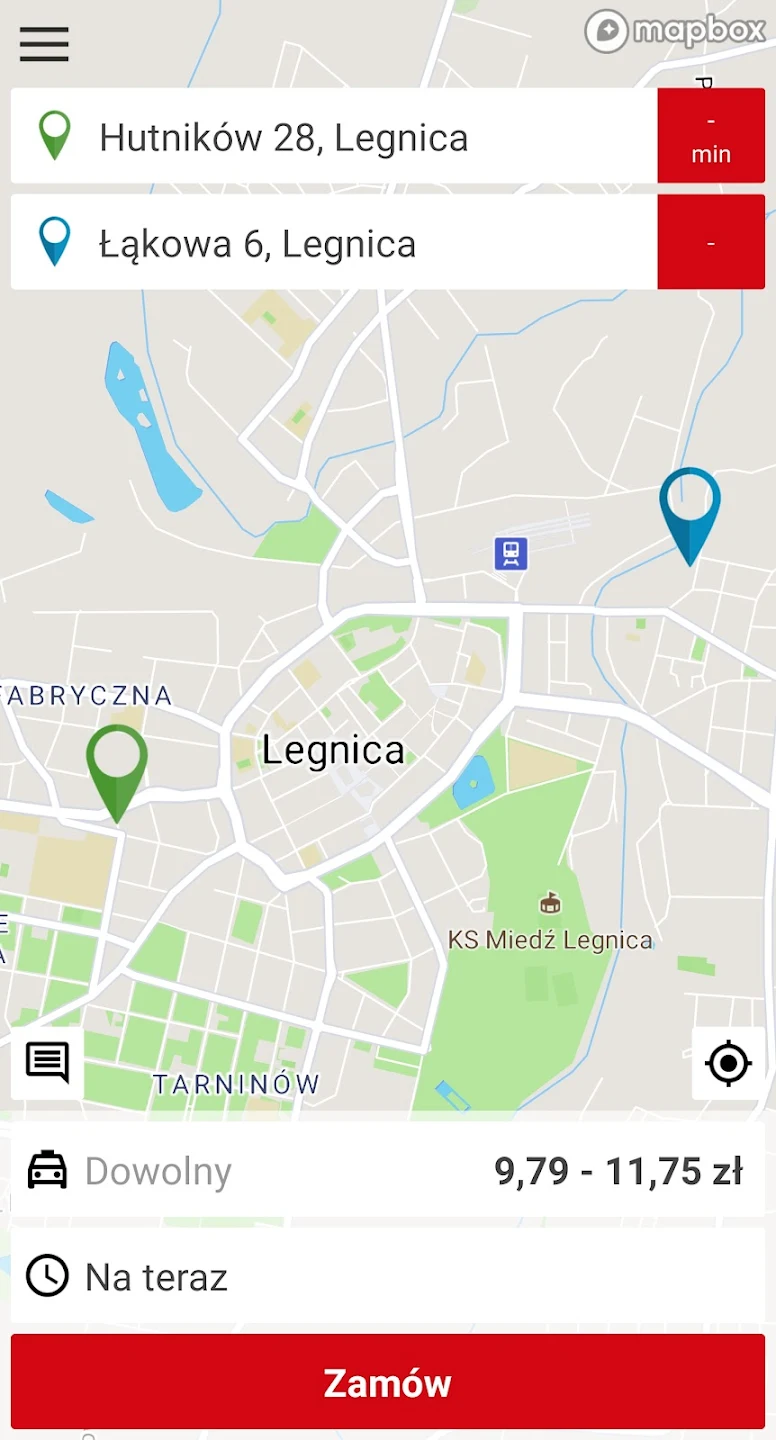 mapbox
P
Hutników 28, Legnica
-
min
Łąkowa 6, Legnica
-
FABRYCZNA
Legnica
KS Miedź Legnica
E
A
TARNINÓW
Dowolny
9,79 - 11,75 zł
Na teraz
Zamów